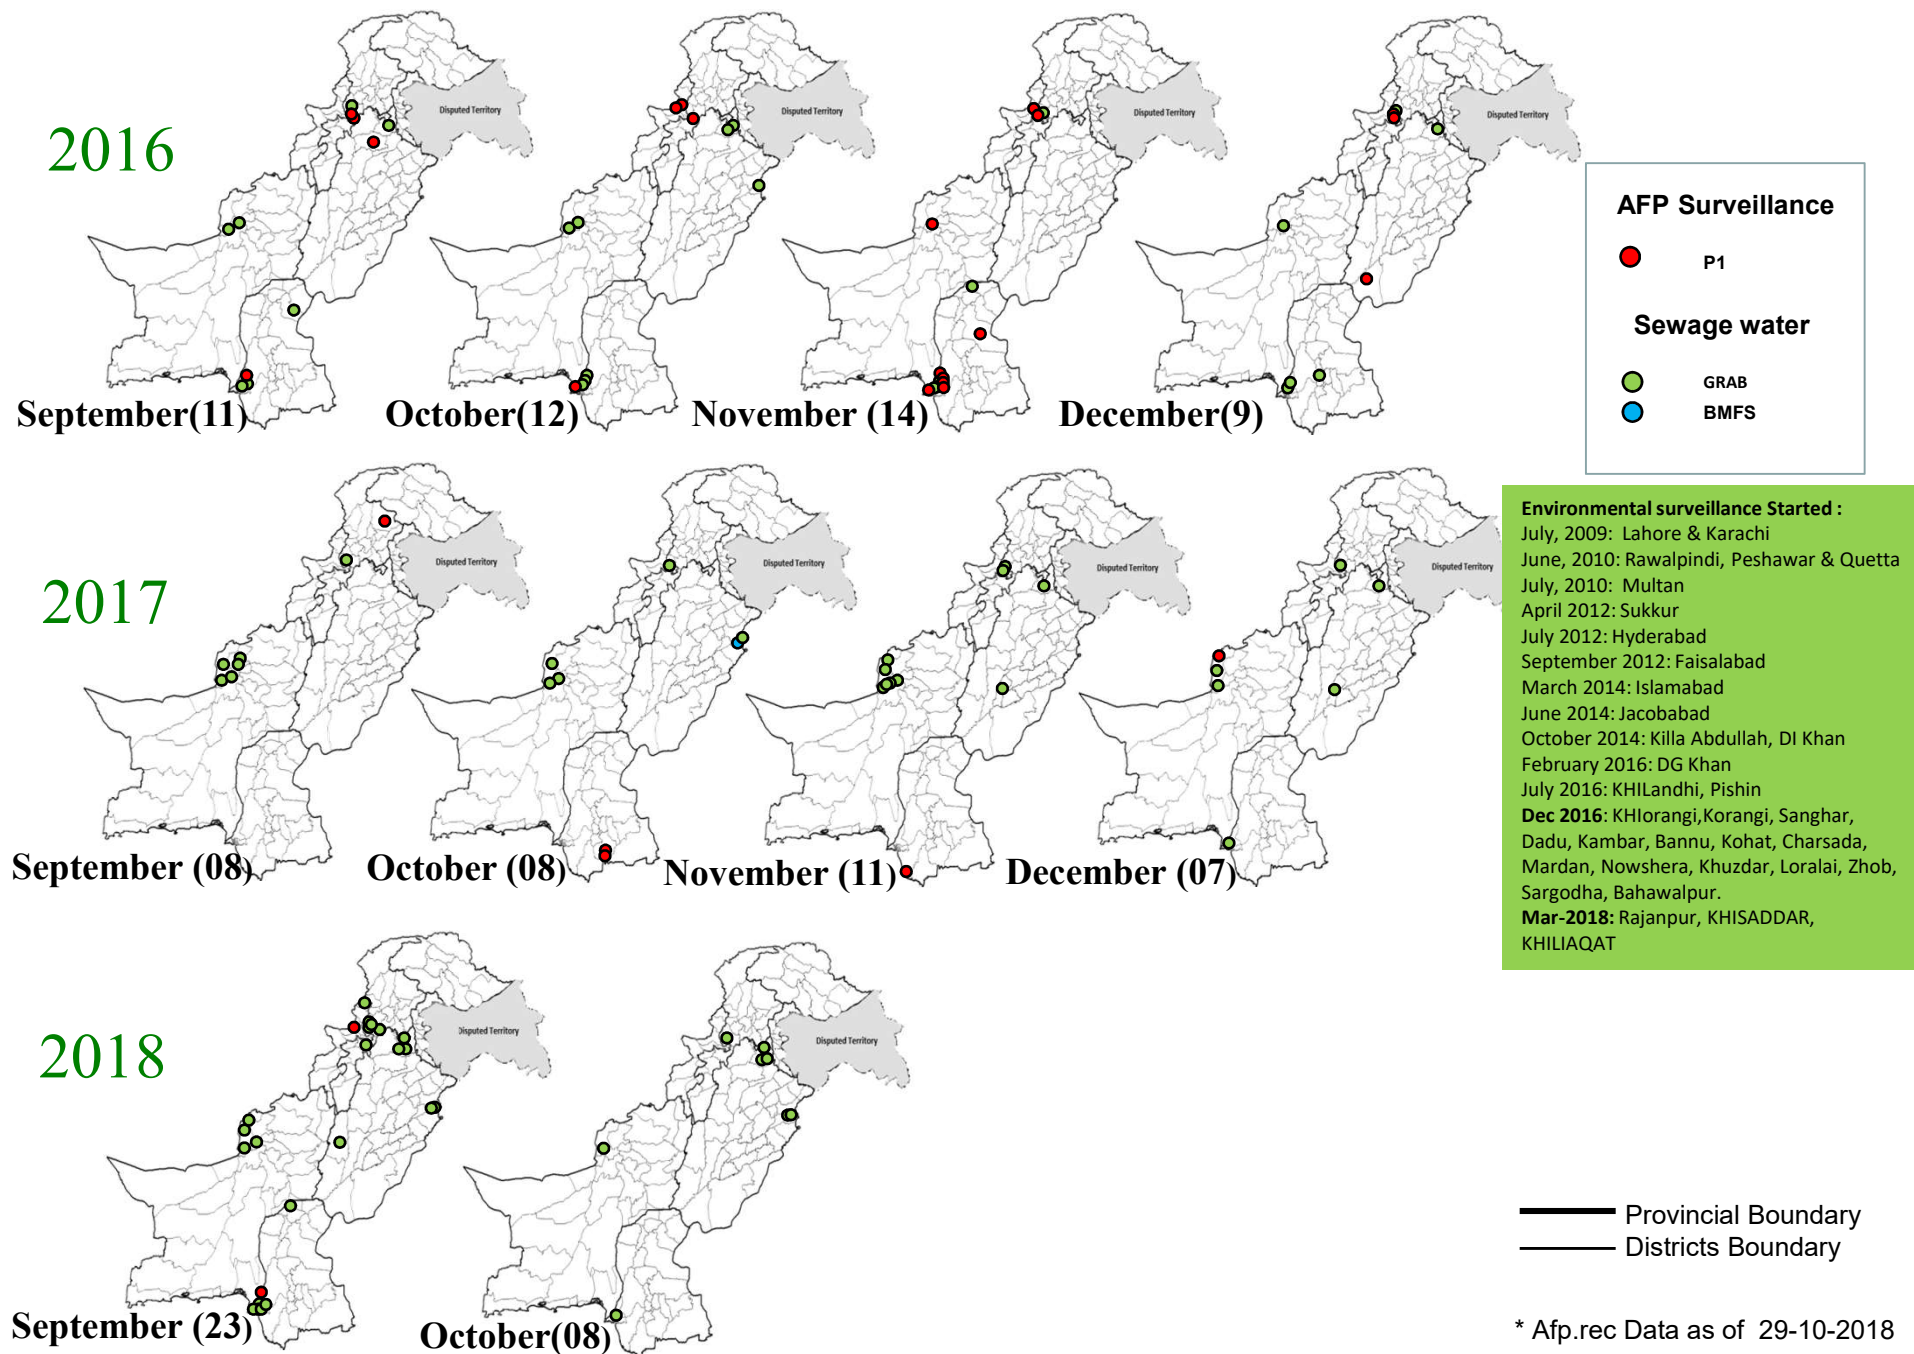 2016
Disputed Territory
Disputed Territory
Disputed Territory
Disputed Territory
September(11)
October(12)
November (14)
December(9)
AFP Surveillance
P1
Sewage water
GRAB
BMFS
2017
Disputed Territory
Disputed Territory
Disputed Territory
Disputed Territory
September (08)
October (08)
November (11)
December (07)
Environmental surveillance Started :
July, 2009: Lahore & Karachi
June, 2010: Rawalpindi, Peshawar & Quetta
July, 2010: Multan
April 2012: Sukkur
July 2012: Hyderabad
September 2012: Faisalabad
March 2014: Islamabad
June 2014: Jacobabad
October 2014: Killa Abdullah, DI Khan
February 2016: DG Khan
July 2016: KHILandhi, Pishin
Dec 2016: KHIorangi,Korangi, Sanghar,
Dadu, Kambar, Bannu, Kohat, Charsada,
Mardan, Nowshera, Khuzdar, Loralai, Zhob,
Sargodha, Bahawalpur.
Mar-2018: Rajanpur, KHISADDAR,
KHILIAQAT
2018
Disputed Territory
Disputed Territory
September (23)
October(08)
Provincial Boundary
Districts Boundary
* Afp.rec Data as of 29-10-2018